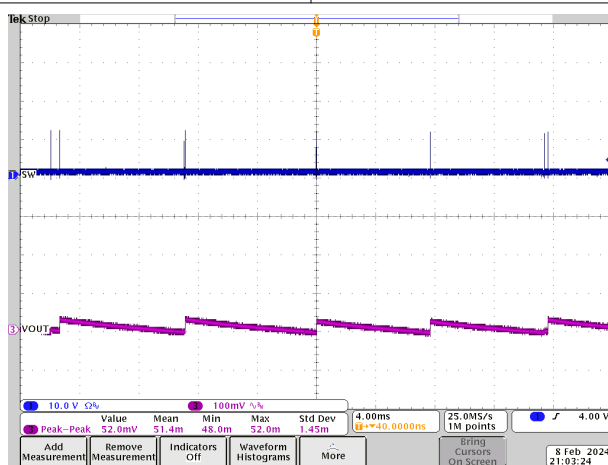 Tek Stop
T
T
1 SW
3 VOUT
1 10.0 V Ω 3 100mV
Value Mean Min Max Std Dev
3 Peak-Peak 52.0mV 51.4m 48.0m 52.0m 1.45m
4.00ms
T→▼40.0000ns
25.0MS/s
1M points
1 4.00 V
Add Measurement
Remove Measurement
Indicators Off
Waveform Histograms
More
Bring Cursors On Screen
8 Feb 2024
21:03:24